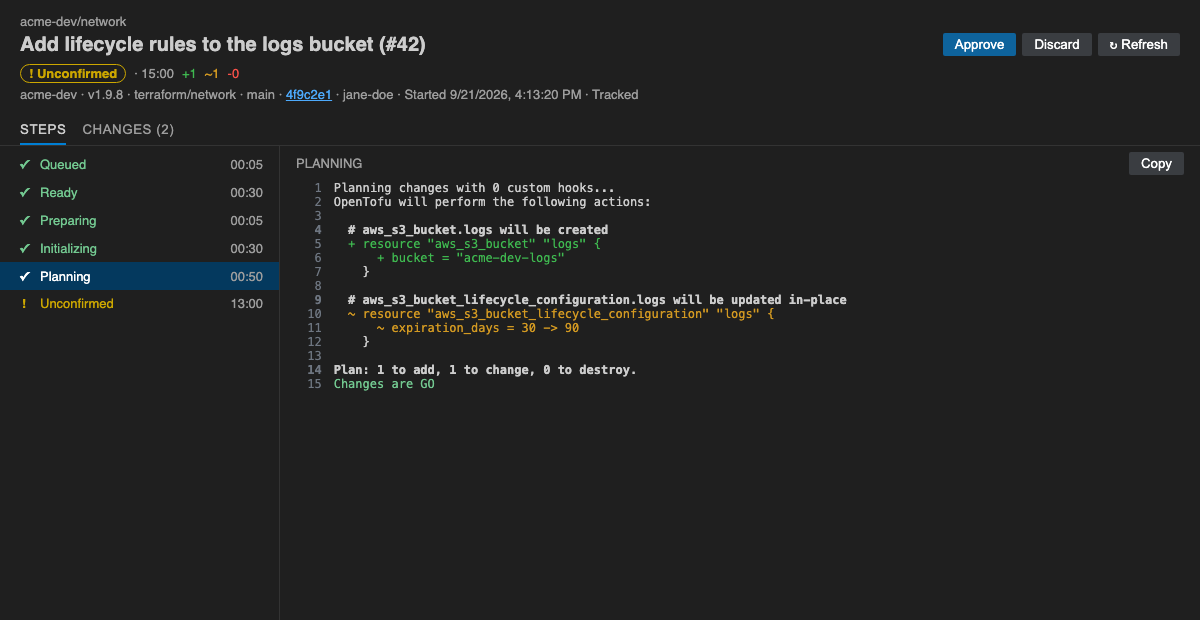 acme-dev/network
Add lifecycle rules to the logs bucket (#42)
Approve Discard ↻ Refresh
! Unconfirmed · 15:00 +1 ~1 -0
acme-dev · v1.9.8 · terraform/network · main · 4f9c2e1 · jane-doe · Started 9/21/2026, 4:13:20 PM · Tracked
STEPS CHANGES (2)
✓ Queued 00:05
✓ Ready 00:30
✓ Preparing 00:05
✓ Initializing 00:30
✓ Planning 00:50
! Unconfirmed 13:00
PLANNING Copy
1 Planning changes with 0 custom hooks...
2 OpenTofu will perform the following actions:
3
4 # aws_s3_bucket.logs will be created
5 + resource "aws_s3_bucket" "logs" {
6 + bucket = "acme-dev-logs"
7 }
8
9 # aws_s3_bucket_lifecycle_configuration.logs will be updated in-place
10 ~ resource "aws_s3_bucket_lifecycle_configuration" "logs" {
11 ~ expiration_days = 30 -> 90
12 }
13
14 Plan: 1 to add, 1 to change, 0 to destroy.
15 Changes are GO